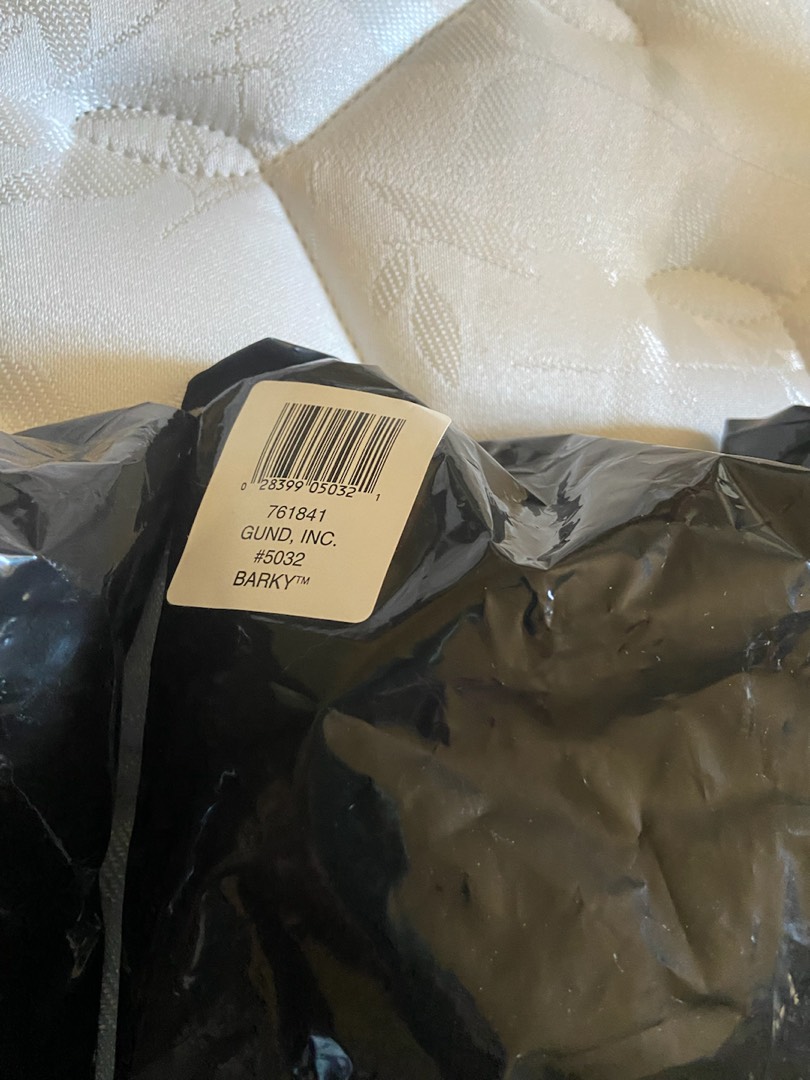 0 28399 05032 1
761841
GUND, INC.
#5032
BARKY™